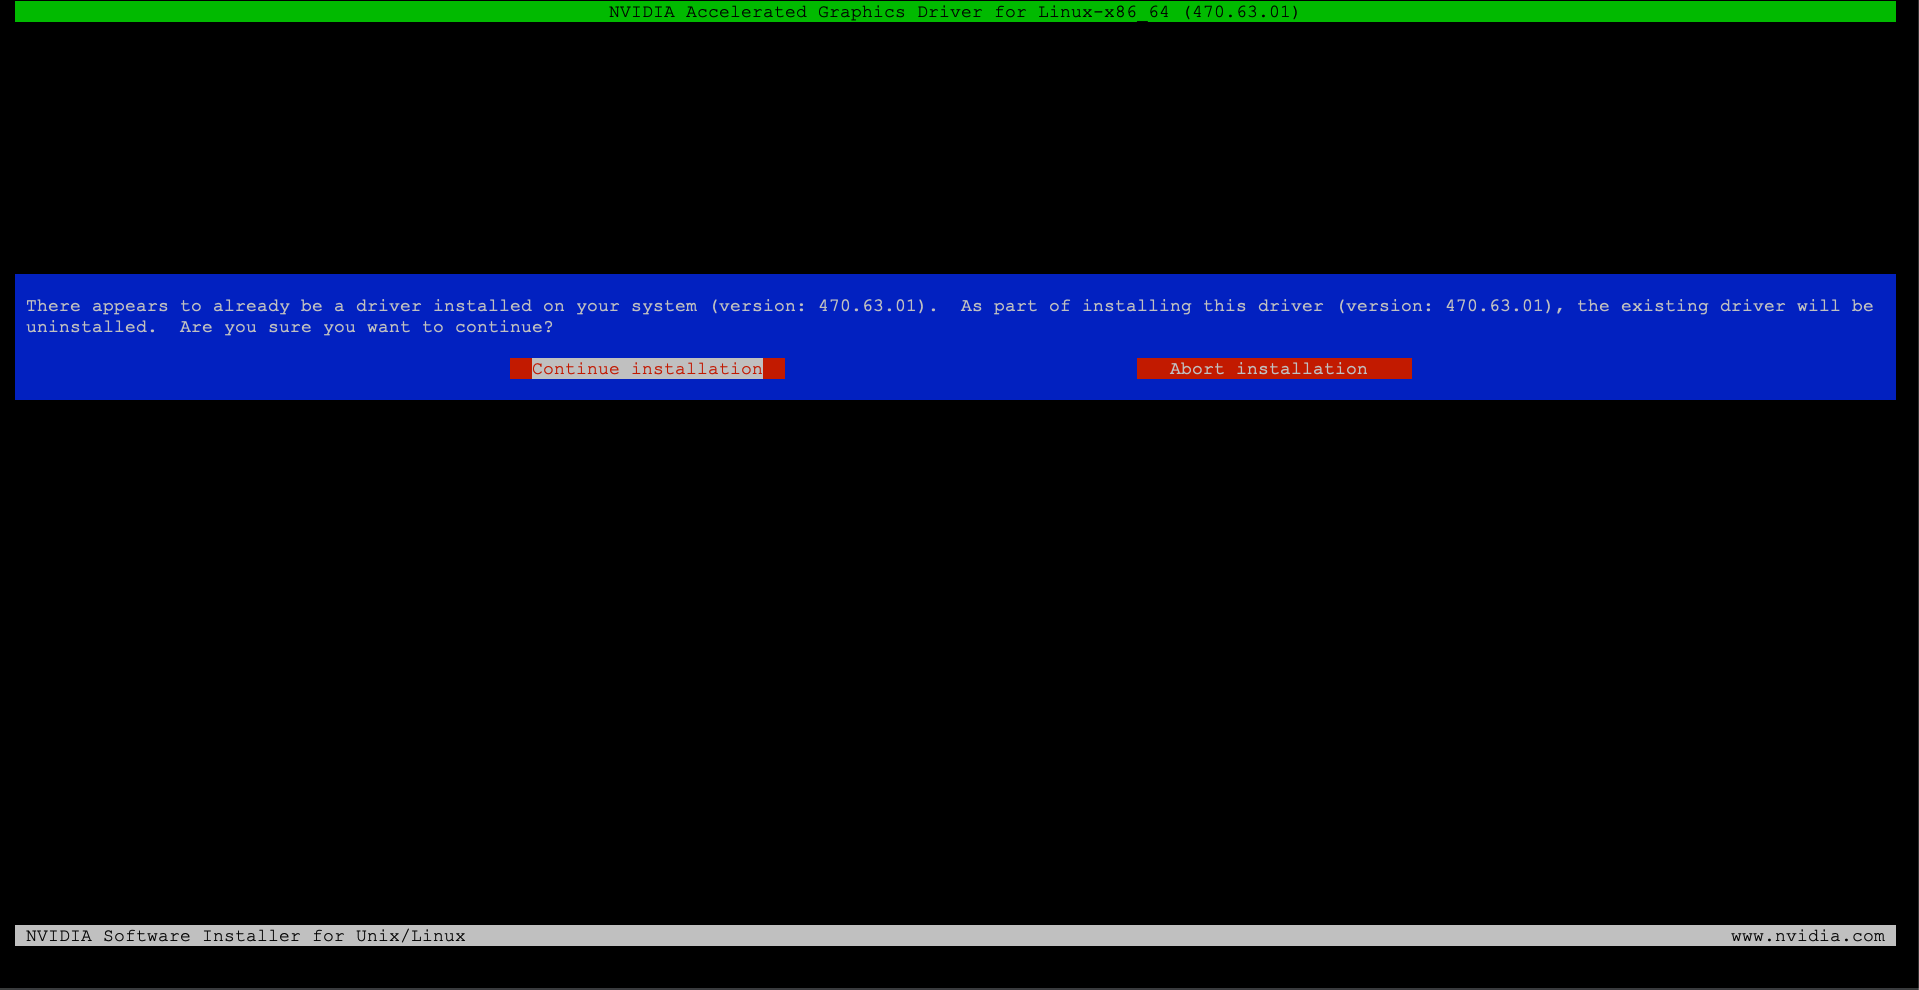 NVIDIA Accelerated Graphics Driver for Linux-x86_64 (470.63.01)
There appears to already be a driver installed on your system (version: 470.63.01).  As part of installing this driver (version: 470.63.01), the existing driver will be
uninstalled.  Are you sure you want to continue?
Continue installation Abort installation
NVIDIA Software Installer for Unix/Linux www.nvidia.com